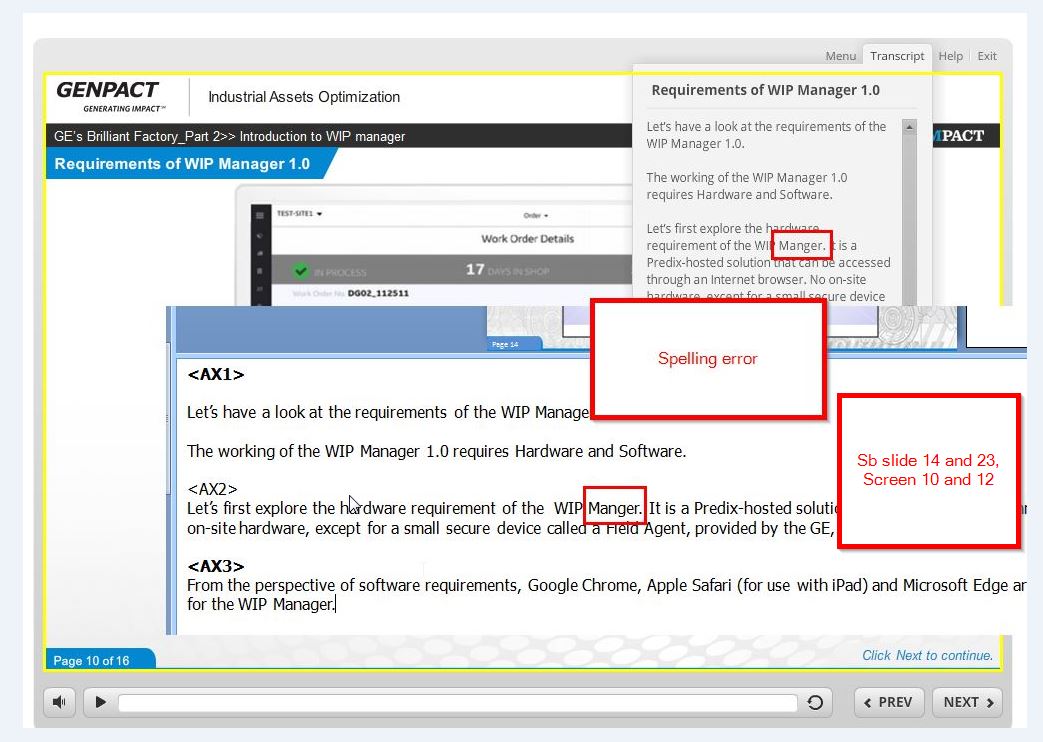 Menu Transcript Help Exit
GENPACT
GENERATING IMPACT
Industrial Assets Optimization
GE's Brilliant Factory_Part 2>> Introduction to WIP manager
Requirements of WIP Manager 1.0
TEST-SITE1
Order
Work Order Details
IN PROCESS
17 DAYS IN SHOP
Work Order No. DG02_112511
Requirements of WIP Manager 1.0
Let's have a look at the requirements of the
WIP Manager 1.0.
The working of the WIP Manager 1.0
requires Hardware and Software.
Let's first explore the hardware
requirement of the WIP Manger. It is a
Predix-hosted solution that can be accessed
through an Internet browser. No on-site
hardware, except for a small secure device
Page 14
Spelling error
Sb slide 14 and 23,
Screen 10 and 12
<AX1>
Let's have a look at the requirements of the WIP Manage
The working of the WIP Manager 1.0 requires Hardware and Software.
<AX2>
Let's first explore the hardware requirement of the WIP Manger. It is a Predix-hosted
on-site hardware, except for a small secure device called a Field Agent, provided by the GE,
<AX3>
From the perspective of software requirements, Google Chrome, Apple Safari (for use with iPad) and Microsoft Edge
for the WIP Manager.
Page 10 of 16
Click Next to continue.
PREV NEXT